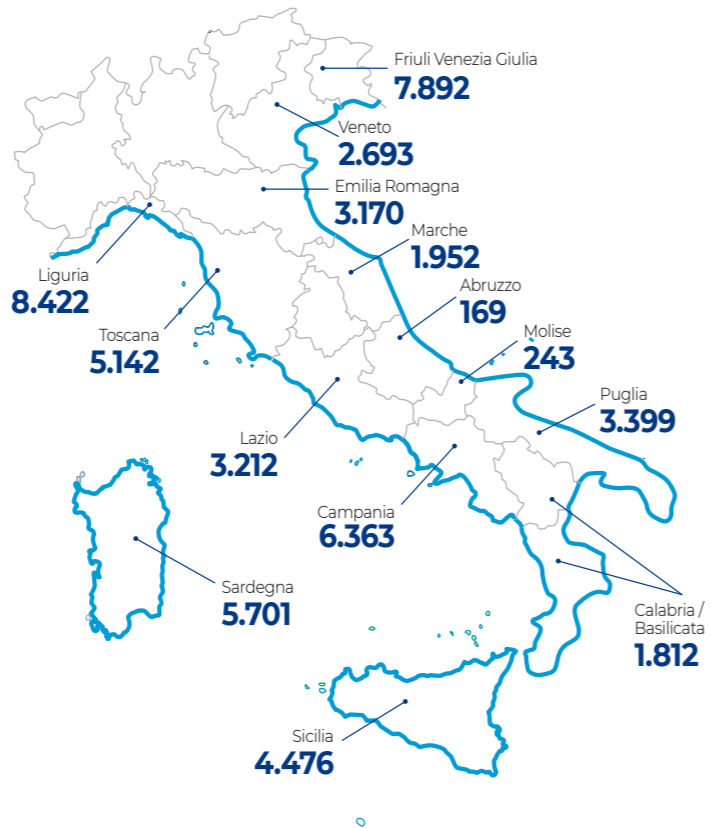 Friuli Venezia Giulia
7.892
Veneto
2.693
Emilia Romagna
3.170
Marche
1.952
Abruzzo
169
Liguria
8.422
Toscana
5.142
Molise
243
Puglia
3.399
Lazio
3.212
Campania
6.363
Sardegna
5.701
Calabria /
Basilicata
1.812
Sicilia
4.476